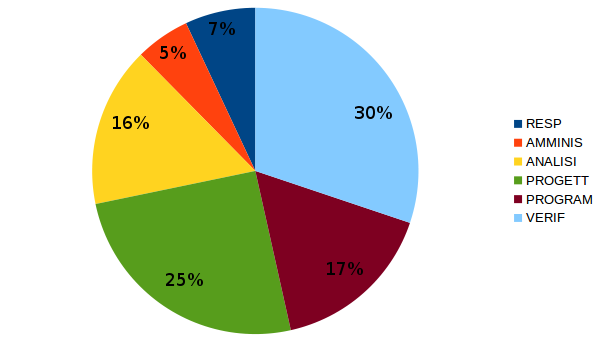 7%
5%
30%
16%
17%
25%
RESP
AMMINIS
ANALISI
PROGETT
PROGRAM
VERIF